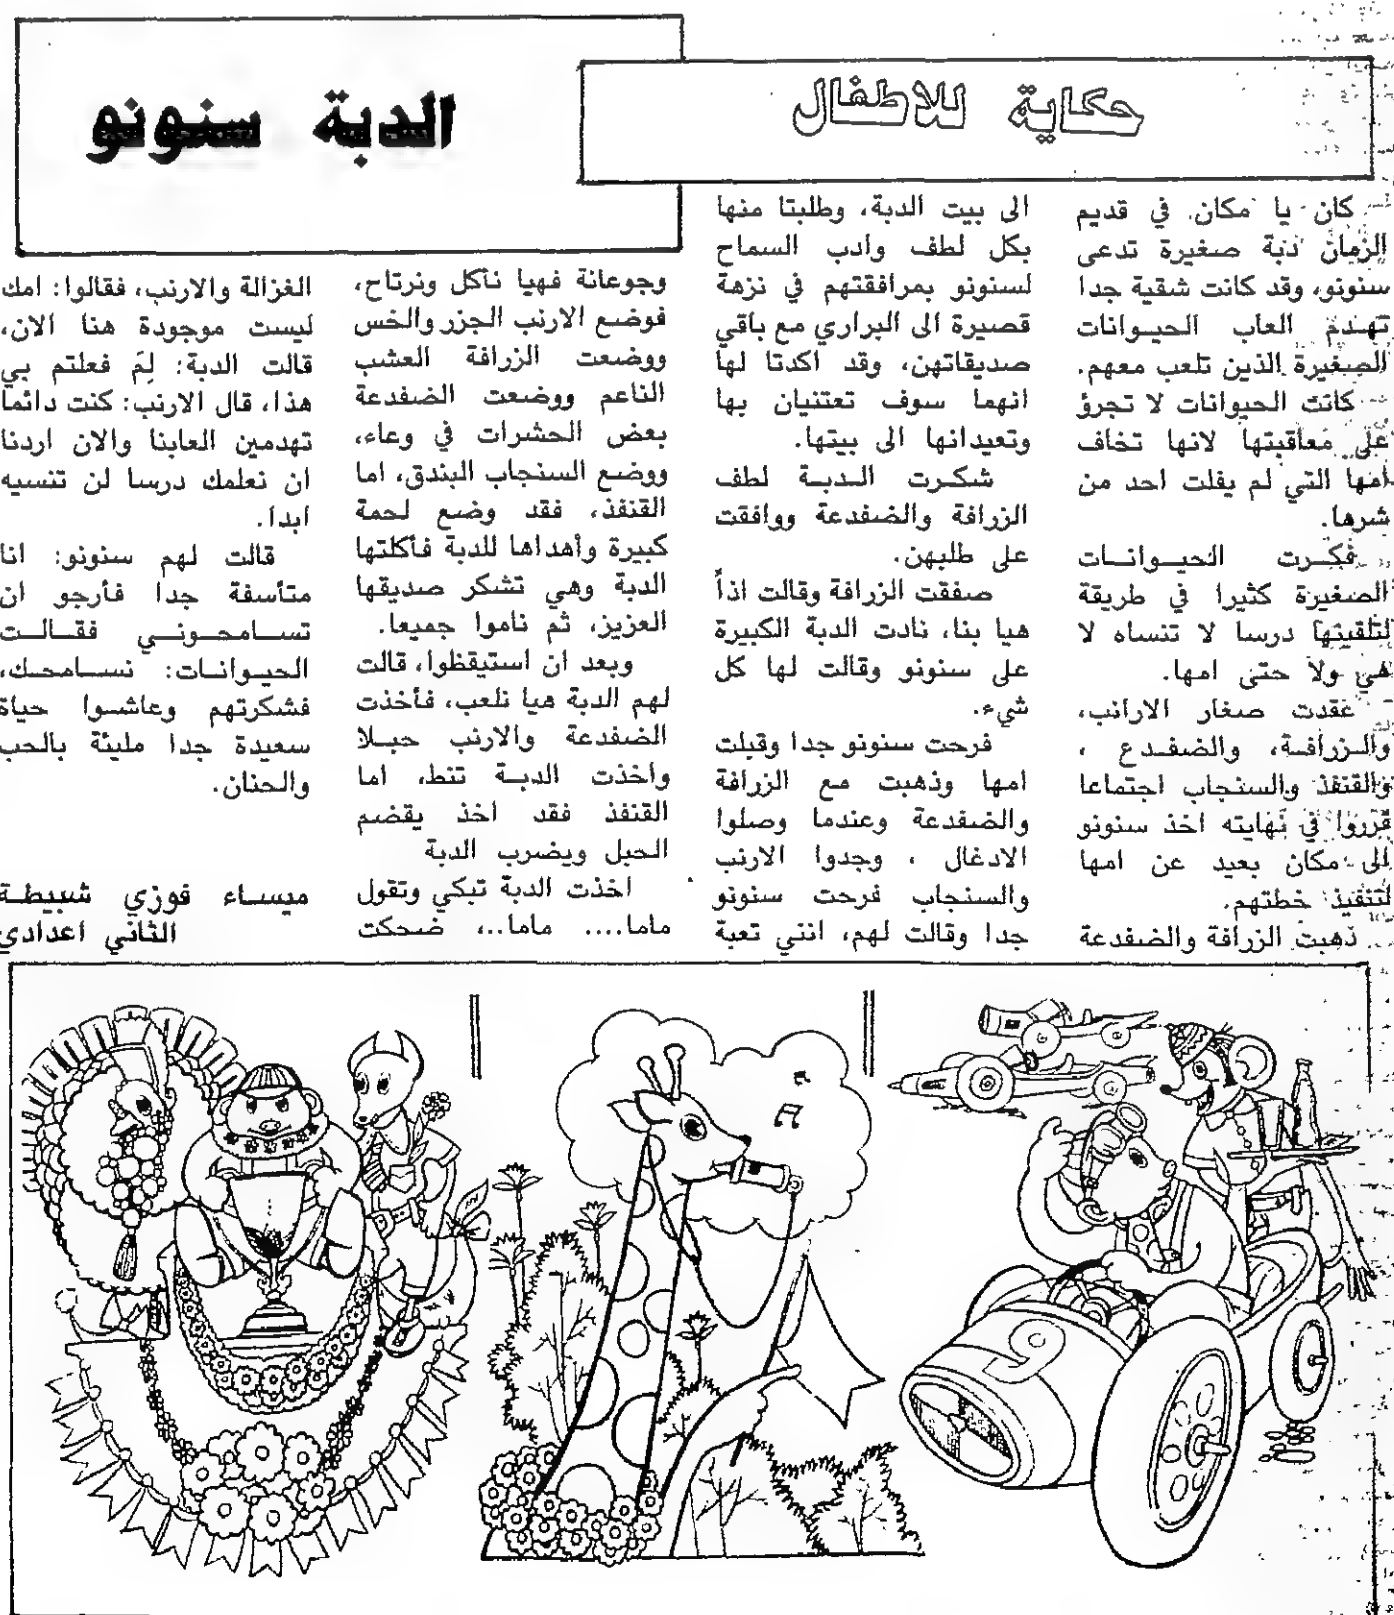 حكاية للاطفال
الدبة سنونو
كان يا مكان في قديم
الزمان دبة صغيرة تدعى
سنونو، وقد كانت شقية جدا
تهدم العاب الحيوانات
الصغيرة الذين تلعب معهم.
كانت الحيوانات لا تجرؤ
على معاقبتها لانها تخاف
امها التي لم يفلت احد من
شرها.
فكرت الحيوانات
الصغيرة كثيرا في طريقة
لتلقينها درسا لا تنساه لا
هي ولا حتى امها.
عقدت صغار الارانب،
والزرافة، والضفدع ،
والقنفذ والسنجاب اجتماعا
قرروا في نهايته اخذ سنونو
الى مكان بعيد عن امها
لتنفيذ خطتهم.
ذهبت الزرافة والضفدعة
الى بيت الدبة، وطلبتا منها
بكل لطف وادب السماح
لسنونو بمرافقتهم في نزهة
قصيرة الى البراري مع باقي
صديقاتهن، وقد اكدتا لها
انهما سوف تعتنيان بها
وتعيدانها الى بيتها.
شكرت الدبة لطف
الزرافة والضفدعة ووافقت
على طلبهن.
صفقت الزرافة وقالت اذاً
هيا بنا، نادت الدبة الكبيرة
على سنونو وقالت لها كل
شيء.
فرحت سنونو جدا وقبلت
امها وذهبت مع الزرافة
والضفدعة وعندما وصلوا
الادغال ، وجدوا الارنب
والسنجاب فرحت سنونو
جدا وقالت لهم، انني تعبة
وجوعانة فهيا نأكل ونرتاح،
فوضع الارنب الجزر والخس
ووضعت الزرافة العشب
الناعم ووضعت الضفدعة
بعض الحشرات في وعاء،
ووضع السنجاب البندق، اما
القنفذ، فقد وضع لحمة
كبيرة وأهداها للدبة فأكلتها
الدبة وهي تشكر صديقها
العزيز، ثم ناموا جميعا.
وبعد ان استيقظوا، قالت
لهم الدبة هيا نلعب، فأخذت
الضفدعة والارنب حبلا
واخذت الدبة تنط، اما
القنفذ فقد اخذ يقضم
الحبل ويضرب الدبة
اخذت الدبة تبكي وتقول
ماما.... ماما..، ضحكت
الغزالة والارنب، فقالوا: امك
ليست موجودة هنا الان،
قالت الدبة: لِمَ فعلتم بي
هذا، قال الارنب: كنت دائما
تهدمين العابنا والان اردنا
ان نعلمك درسا لن تنسيه
ابدا.
قالت لهم سنونو: انا
متأسفة جدا فأرجو ان
تسامحوني فقالت
الحيوانات: نسامحك،
فشكرتهم وعاشوا حياة
سعيدة جدا مليئة بالحب
والحنان.
ميساء فوزي شبيطة
الثاني اعدادي